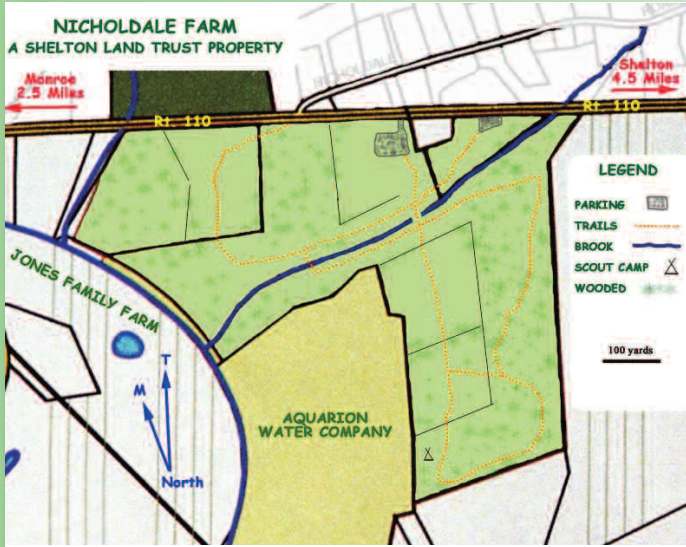 NICHOLDALE FARM
A SHELTON LAND TRUST PROPERTY
Monroe
2.5 Miles
Shelton
4.5 Miles
NICHOLDALE
Rt. 110
Rt. 110
LEGEND
PARKING
TRAILS
BROOK
SCOUT CAMP
WOODED
100 yards
JONES FAMILY FARM
T
M
North
AQUARION
WATER COMPANY